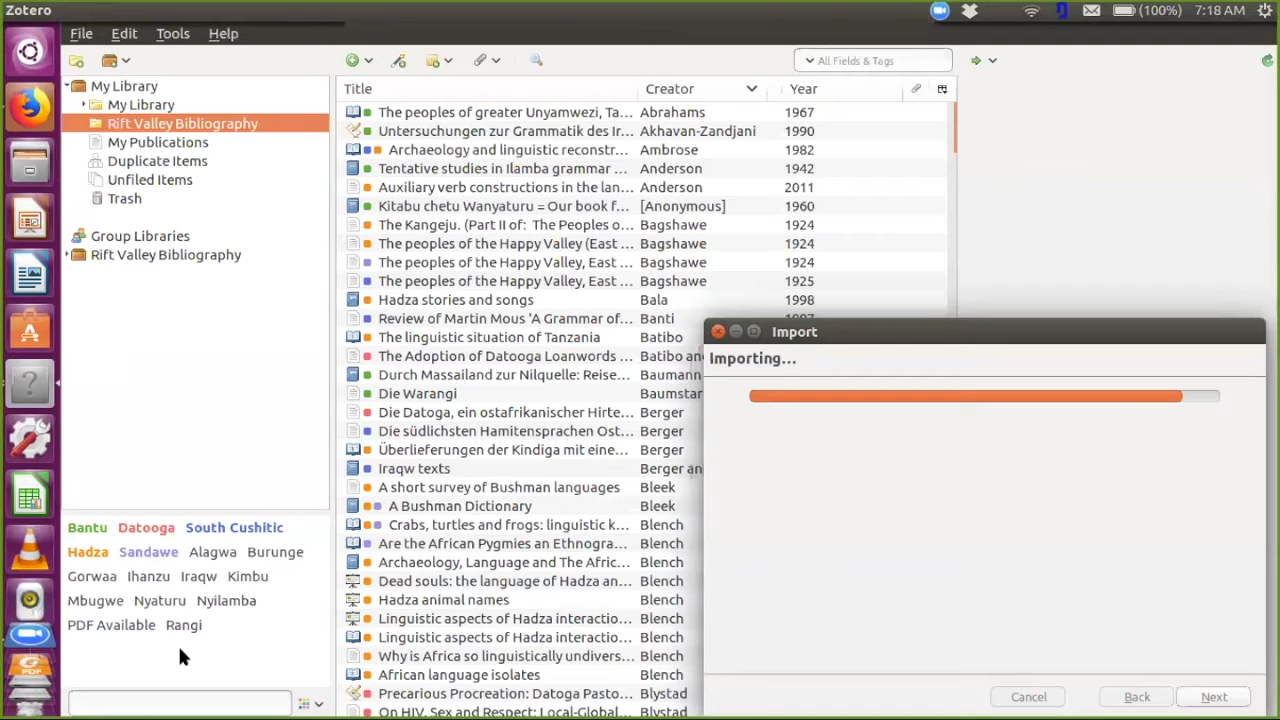 Zotero
(100%) 7:18 AM
File Edit Tools Help
All Fields & Tags
My Library
My Library
Rift Valley Bibliography
My Publications
Duplicate Items
Unfiled Items
Trash
Group Libraries
Rift Valley Bibliography
Bantu Datooga South Cushitic
Hadza Sandawe Alagwa Burunge
Gorwaa Ihanzu Iraqw Kimbu
Mbugwe Nyaturu Nyilamba
PDF Available Rangi
Title Creator Year
The peoples of greater Unyamwezi, Ta... Abrahams 1967
Untersuchungen zur Grammatik des Ir... Akhavan-Zandjani 1990
Archaeology and linguistic reconstr... Ambrose 1982
Tentative studies in Ilamba grammar ... Anderson 1942
Auxiliary verb constructions in the lan... Anderson 2011
Kitabu chetu Wanyaturu = Our book f... [Anonymous] 1960
The Kangeju. (Part II of: The Peoples o... Bagshawe 1924
The peoples of the Happy Valley (East ... Bagshawe 1924
The peoples of the Happy Valley, East ... Bagshawe 1924
The peoples of the Happy Valley, East ... Bagshawe 1925
Hadza stories and songs Bala 1998
Review of Martin Mous 'A Grammar of... Banti
The linguistic situation of Tanzania Batibo
The Adoption of Datooga Loanwords ... Batibo an
Durch Massailand zur Nilquelle: Reise... Baumann
Die Warangi Baumstar
Die Datoga, ein ostafrikanischer Hirte... Berger
Die südlichsten Hamitensprachen Ost... Berger
Überlieferungen der Kindiga mit eine... Berger
Iraqw texts Berger an
A short survey of Bushman languages Bleek
A Bushman Dictionary Bleek
Crabs, turtles and frogs: linguistic k... Blench
Are the African Pygmies an Ethnogra... Blench
Archaeology, Language and The Afric... Blench
Dead souls: the language of Hadza an... Blench
Hadza animal names Blench
Linguistic aspects of Hadza interactio... Blench
Linguistic aspects of Hadza interactio... Blench
Why is Africa so linguistically undivers... Blench
African language isolates Blench
Precarious Procreation: Datoga Pasto... Blystad
On HIV, Sex and Respect: Local-Global... Blystad
Import
Importing...
Cancel Back Next